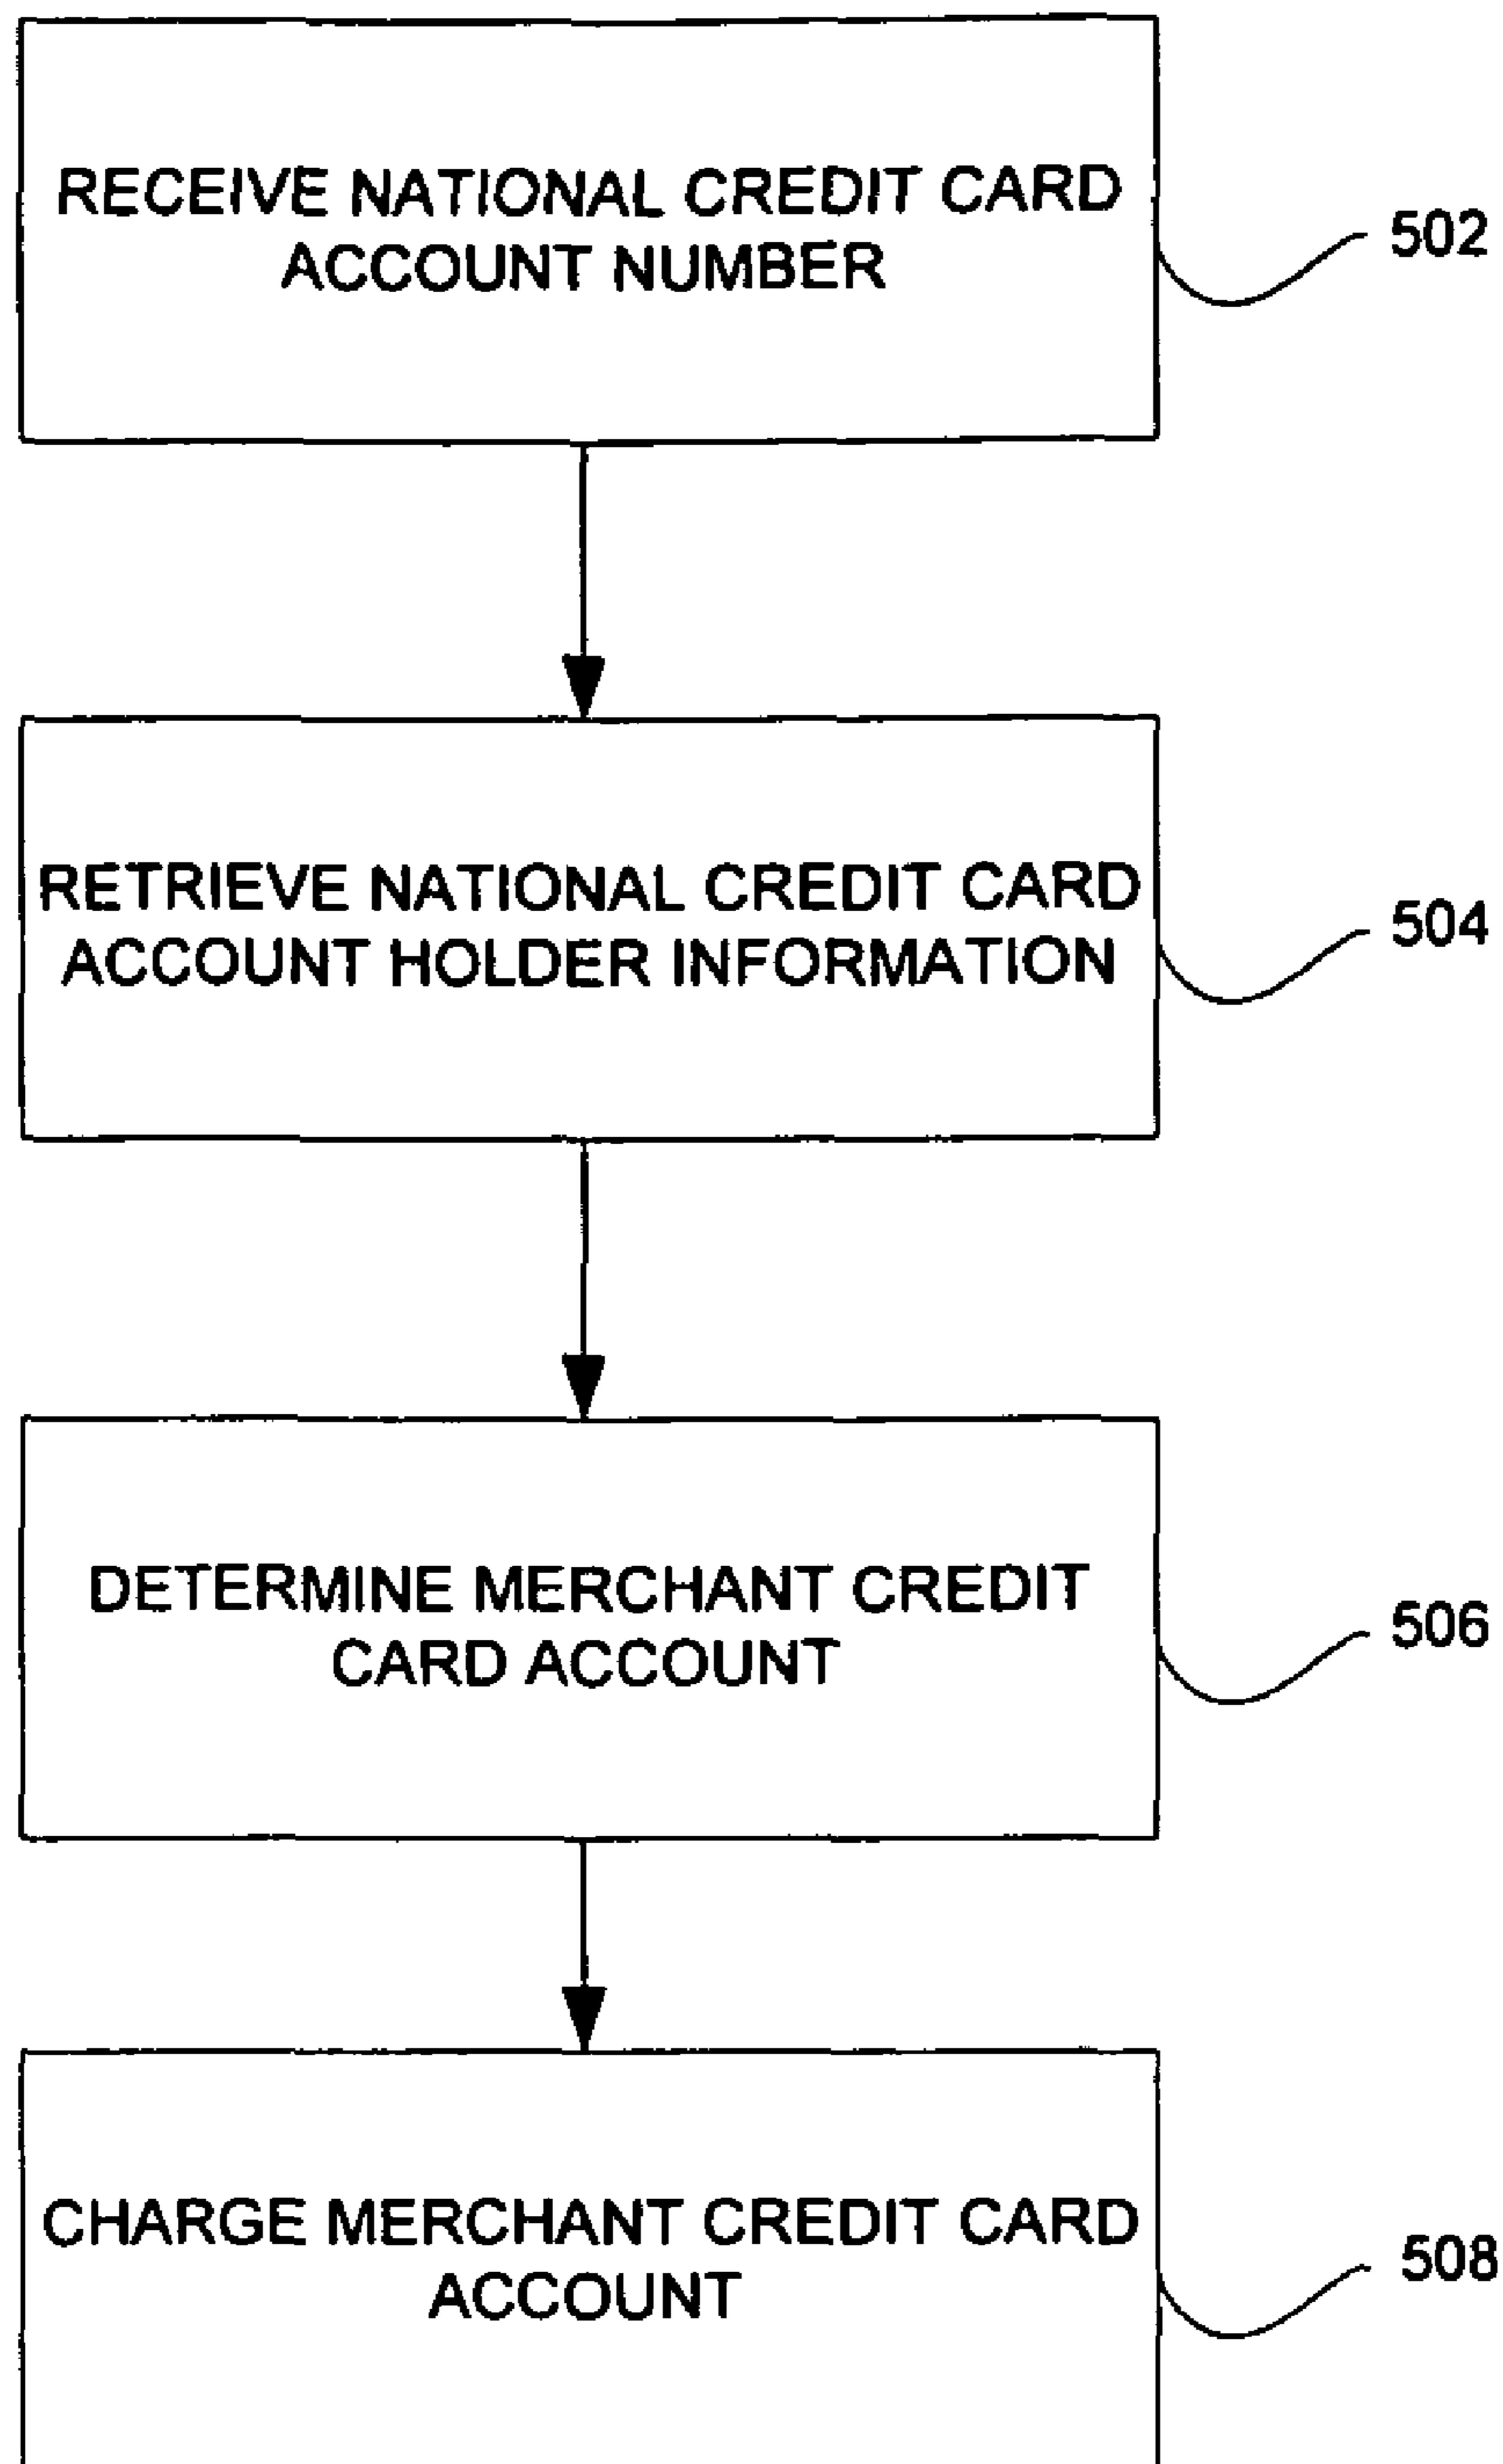 RECEIVE NATIONAL CREDIT CARD
ACCOUNT NUMBER
502
RETRIEVE NATIONAL CREDIT CARD
ACCOUNT HOLDER INFORMATION
504
DETERMINE MERCHANT CREDIT
CARD ACCOUNT
506
CHARGE MERCHANT CREDIT CARD
ACCOUNT
508